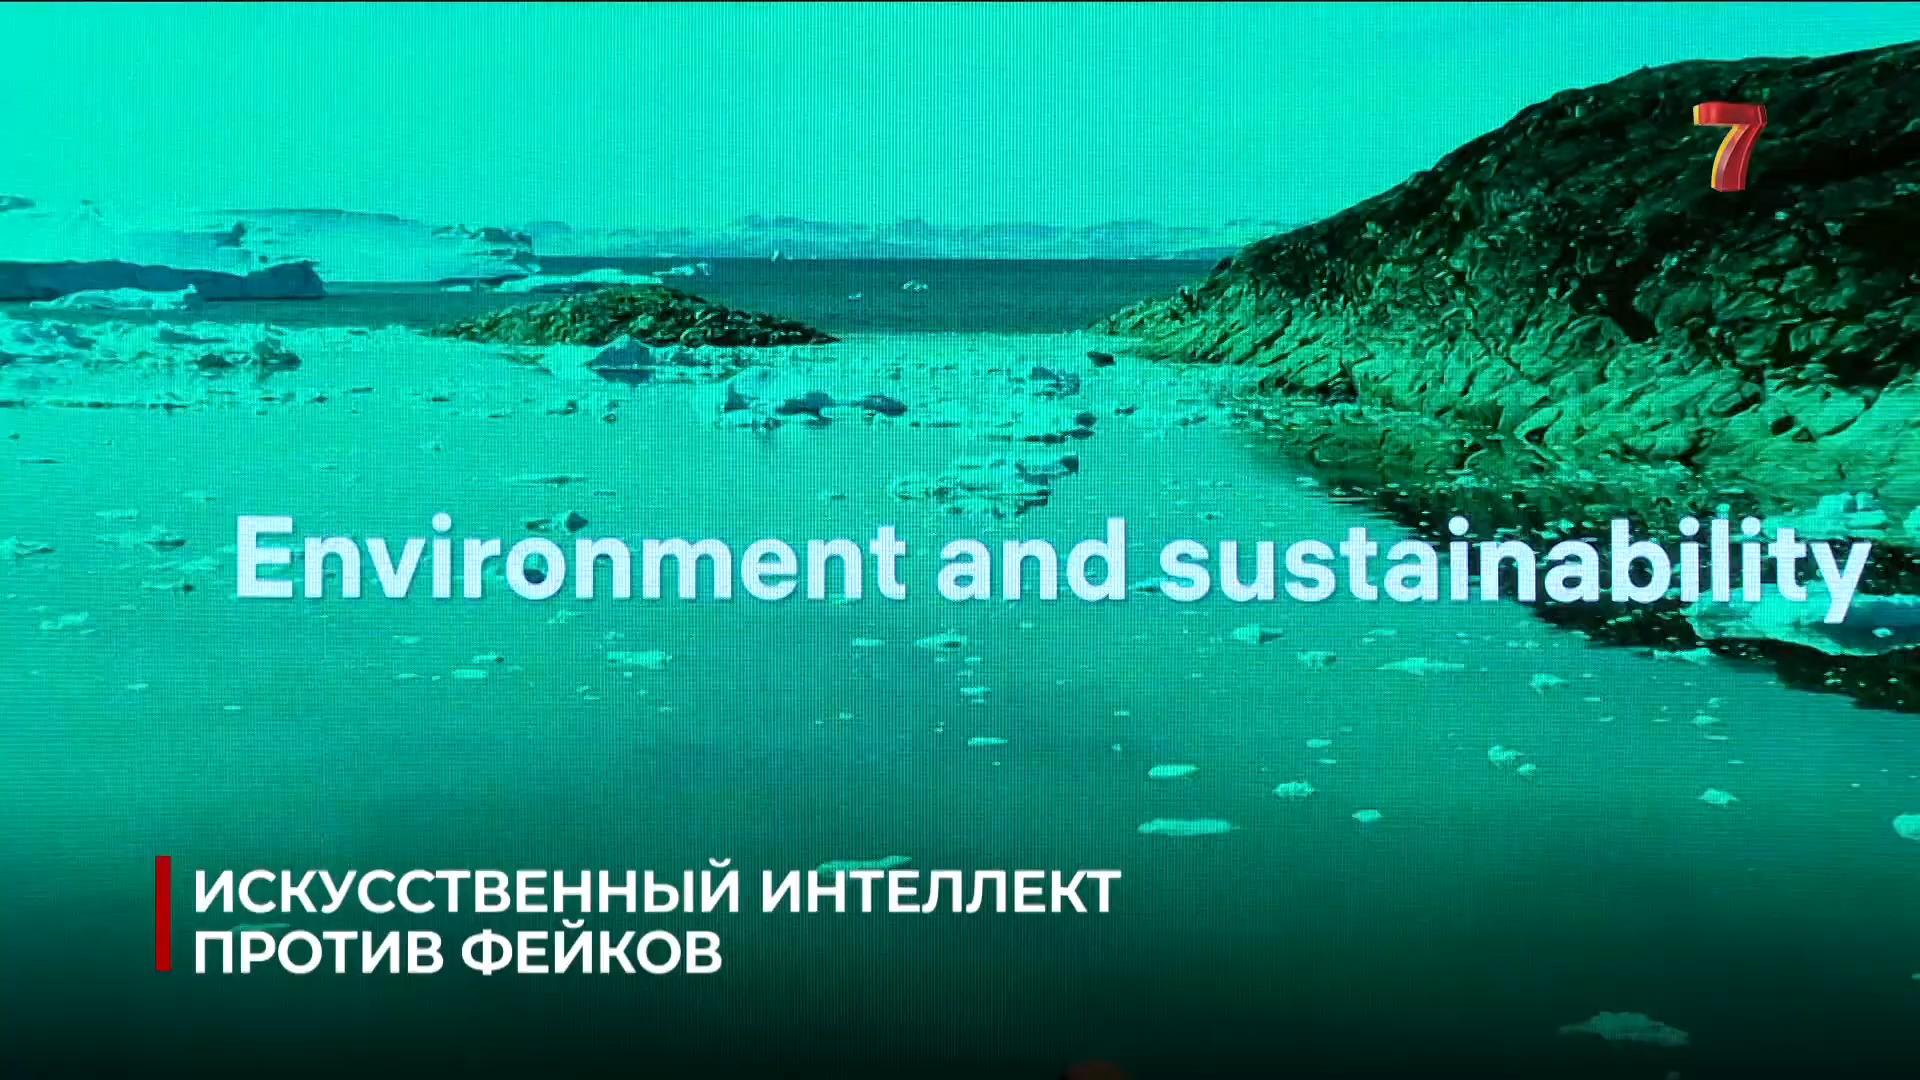 7
Environment and sustainability
ИСКУССТВЕННЫЙ ИНТЕЛЛЕКТ
ПРОТИВ ФЕЙКОВ